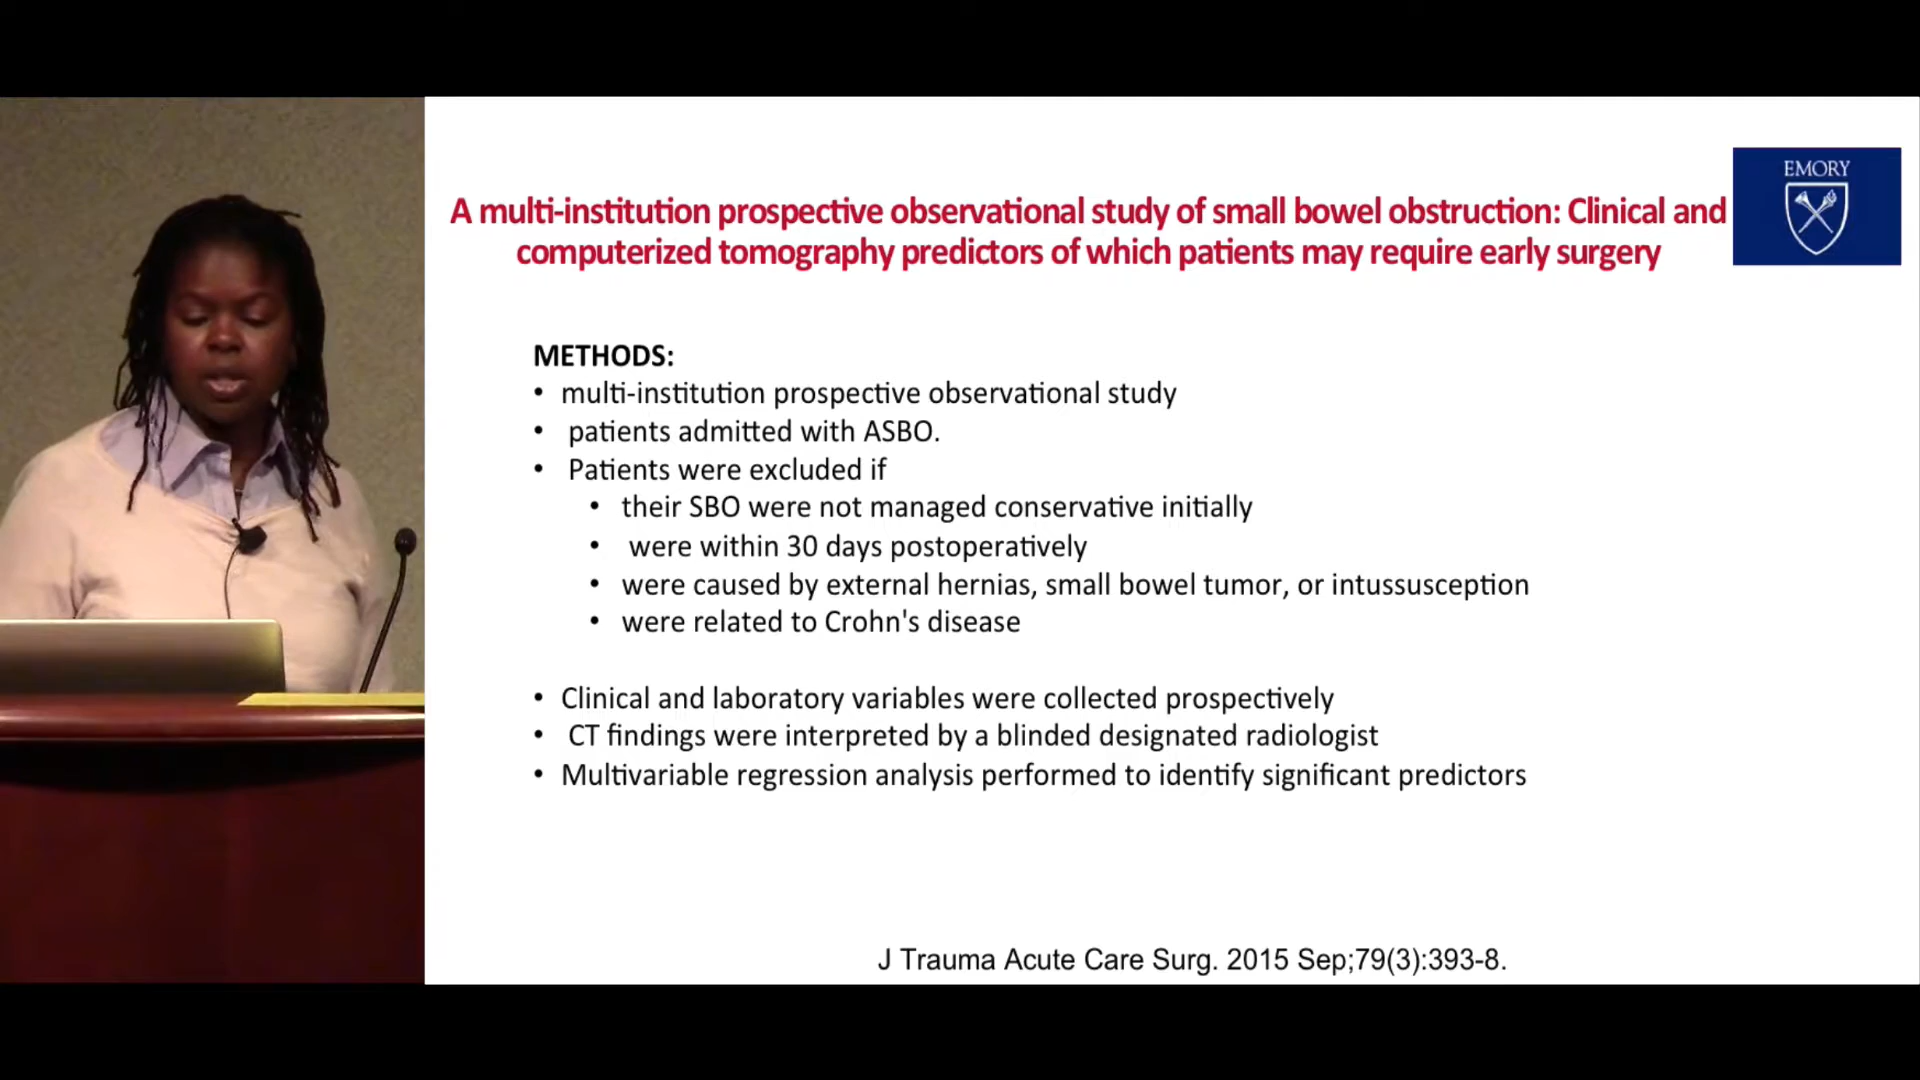 EMORY
A multi-institution prospective observational study of small bowel obstruction: Clinical and
computerized tomography predictors of which patients may require early surgery
METHODS:
• multi-institution prospective observational study
• patients admitted with ASBO.
• Patients were excluded if
• their SBO were not managed conservative initially
• were within 30 days postoperatively
• were caused by external hernias, small bowel tumor, or intussusception
• were related to Crohn's disease
• Clinical and laboratory variables were collected prospectively
• CT findings were interpreted by a blinded designated radiologist
• Multivariable regression analysis performed to identify significant predictors
J Trauma Acute Care Surg. 2015 Sep;79(3):393-8.